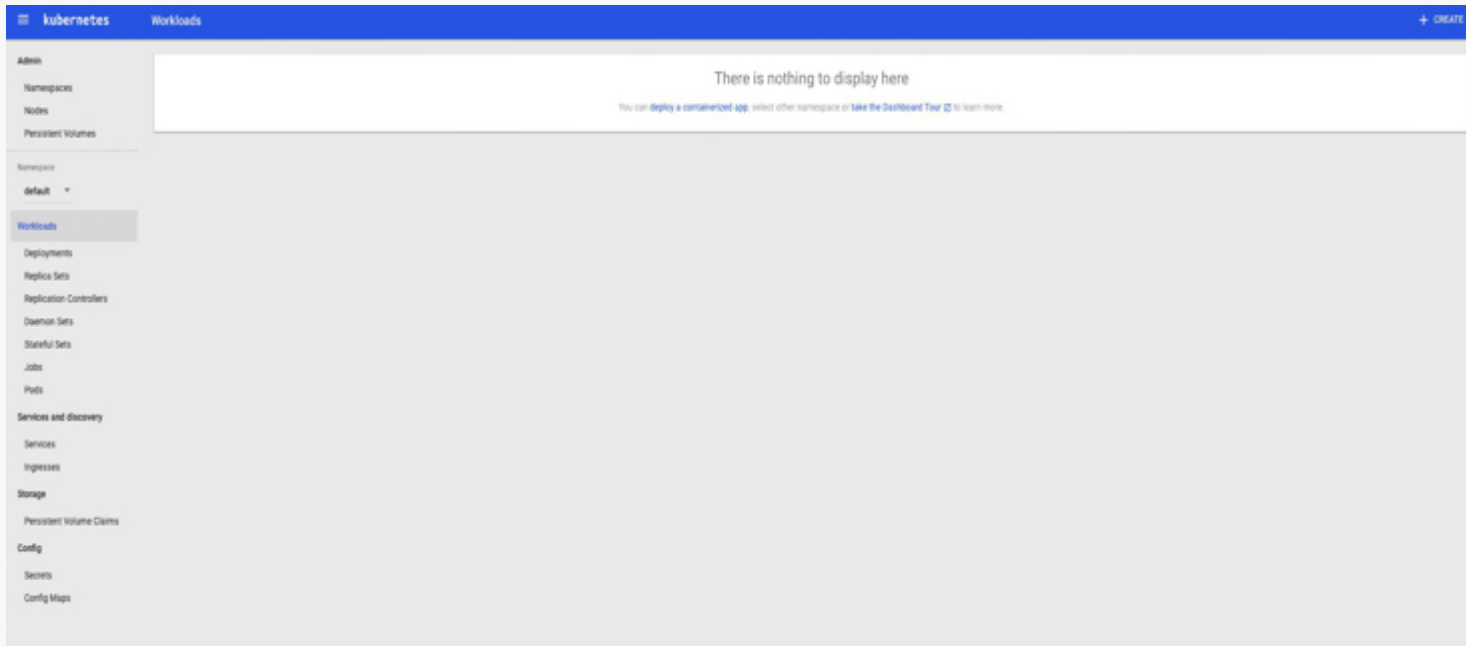 kubernetes Workloads + CREATE
Admin
Namespaces
Nodes
Persistent Volumes
Namespace
default
Workloads
Deployments
Replica Sets
Replication Controllers
Daemon Sets
Stateful Sets
Jobs
Pods
Services and discovery
Services
Ingresses
Storage
Persistent Volume Claims
Config
Secrets
Config Maps
There is nothing to display here
You can deploy a containerized app, select other namespace or take the Dashboard Tour to learn more.